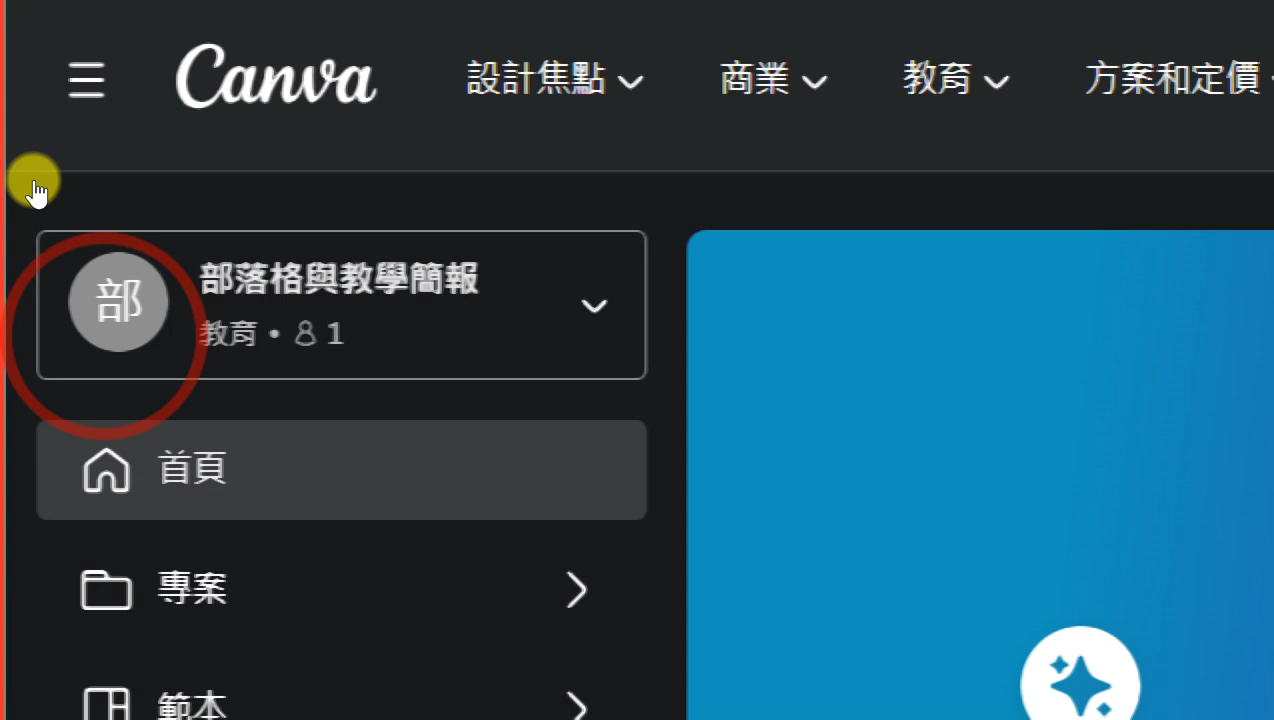 Canva 設計焦點 商業 教育 方案和定價
部 部落格與教學簡報
教育 • 1
首頁
專案
範本